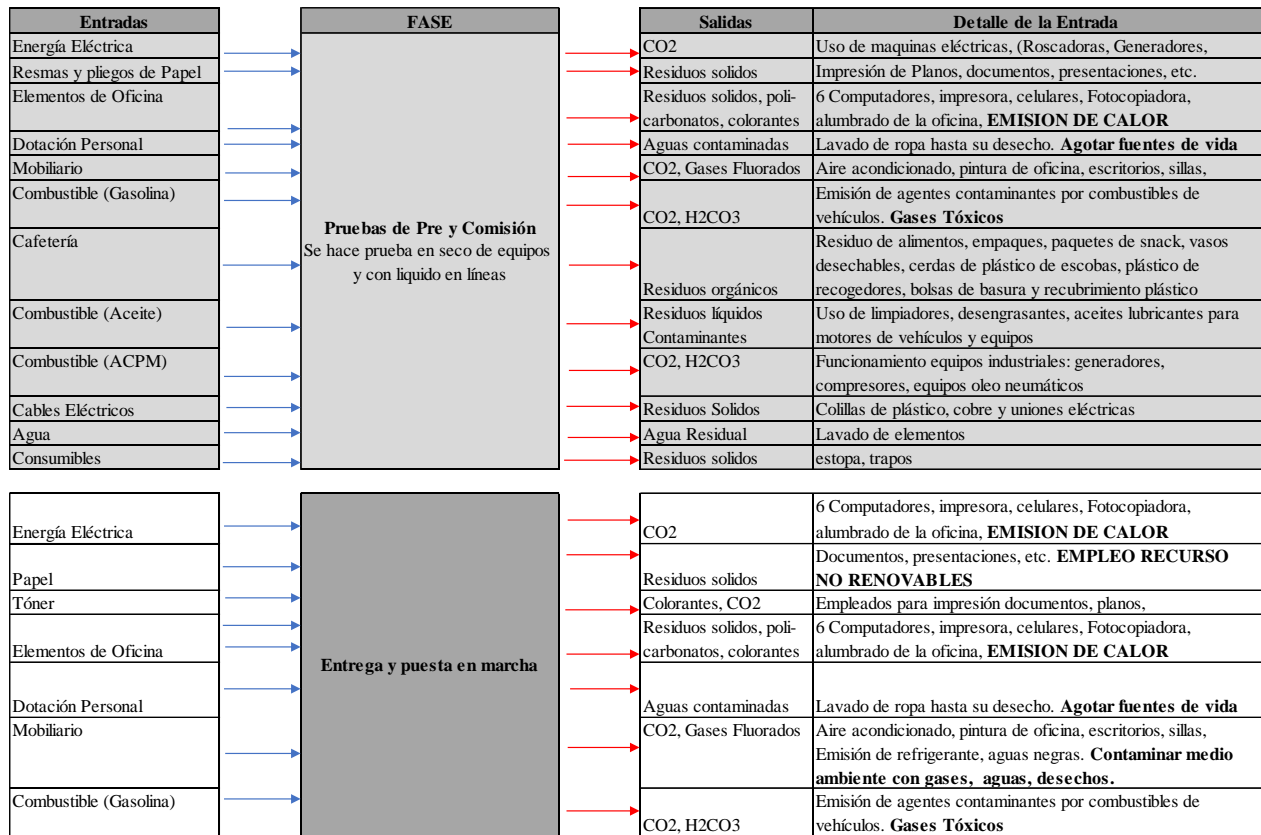 Entradas FASE Salidas Detalle de la Entrada
Energía Eléctrica CO2 Uso de maquinas eléctricas, (Roscadoras, Generadores,
Resmas y pliegos de Papel Residuos solidos Impresión de Planos, documentos, presentaciones, etc.
Elementos de Oficina Residuos solidos, poli- 6 Computadores, impresora, celulares, Fotocopiadora,
carbonatos, colorantes alumbrado de la oficina, EMISION DE CALOR
Dotación Personal Aguas contaminadas Lavado de ropa hasta su desecho. Agotar fuentes de vida
Mobiliario CO2, Gases Fluorados Aire acondicionado, pintura de oficina, escritorios, sillas,
Combustible (Gasolina) Emisión de agentes contaminantes por combustibles de
CO2, H2CO3 vehículos. Gases Tóxicos
Pruebas de Pre y Comisión
Se hace prueba en seco de equipos
y con liquido en líneas
Cafetería Residuo de alimentos, empaques, paquetes de snack, vasos
desechables, cerdas de plástico de escobas, plástico de
Residuos orgánicos recogedores, bolsas de basura y recubrimiento plástico
Combustible (Aceite) Residuos líquidos Uso de limpiadores, desengrasantes, aceites lubricantes para
Contaminantes motores de vehículos y equipos
Combustible (ACPM) CO2, H2CO3 Funcionamiento equipos industriales: generadores,
compresores, equipos oleo neumáticos
Cables Eléctricos Residuos Solidos Colillas de plástico, cobre y uniones eléctricas
Agua Agua Residual Lavado de elementos
Consumibles Residuos solidos estopa, trapos
6 Computadores, impresora, celulares, Fotocopiadora,
Energía Eléctrica CO2 alumbrado de la oficina, EMISION DE CALOR
Documentos, presentaciones, etc. EMPLEO RECURSO
Papel Residuos solidos NO RENOVABLES
Tóner Colorantes, CO2 Empleados para impresión documentos, planos,
Residuos solidos, poli- 6 Computadores, impresora, celulares, Fotocopiadora,
Elementos de Oficina carbonatos, colorantes alumbrado de la oficina, EMISION DE CALOR
Entrega y puesta en marcha
Dotación Personal Aguas contaminadas Lavado de ropa hasta su desecho. Agotar fuentes de vida
Mobiliario CO2, Gases Fluorados Aire acondicionado, pintura de oficina, escritorios, sillas,
Emisión de refrigerante, aguas negras. Contaminar medio
ambiente con gases, aguas, desechos.
Combustible (Gasolina) Emisión de agentes contaminantes por combustibles de
CO2, H2CO3 vehículos. Gases Tóxicos